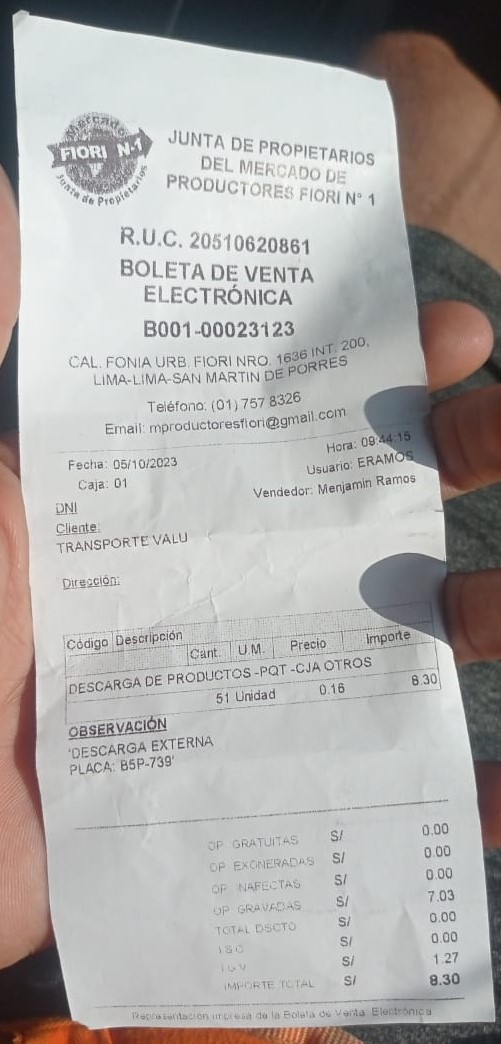 Mercado
FIORI N-1
Junta de Propietarios
JUNTA DE PROPIETARIOS
DEL MERCADO DE
PRODUCTORES FIORI N° 1
R.U.C. 20510620861
BOLETA DE VENTA
ELECTRÓNICA
B001-00023123
CAL. FONIA URB. FIORI NRO. 1636 INT. 200,
LIMA-LIMA-SAN MARTIN DE PORRES
Teléfono: (01) 757 8326
Email: mproductoresfiori@gmail.com
Fecha: 05/10/2023 Hora: 09:44:15
Caja: 01 Usuario: ERAMOS
Vendedor: Menjamin Ramos
DNI
Cliente:
TRANSPORTE VALU
Dirección:
Código Descripción
Cant. U.M. Precio Importe
DESCARGA DE PRODUCTOS -PQT -CJA OTROS
51 Unidad 0.16 8.30
OBSERVACIÓN
'DESCARGA EXTERNA
PLACA: B5P-739'
OP. GRATUITAS S/ 0.00
OP. EXONERADAS S/ 0.00
OP. INAFECTAS S/ 0.00
OP. GRAVADAS S/ 7.03
TOTAL DSCTO S/ 0.00
ISC S/ 0.00
IGV S/ 1.27
IMPORTE TOTAL S/ 8.30
Representación impresa de la Boleta de Venta Electrónica